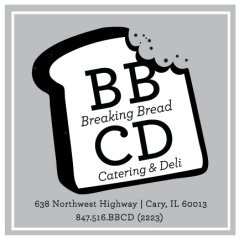 BB
Breaking Bread
CD
Catering & Deli
638 Northwest Highway | Cary, IL 60013
847.516.BBCD (2223)